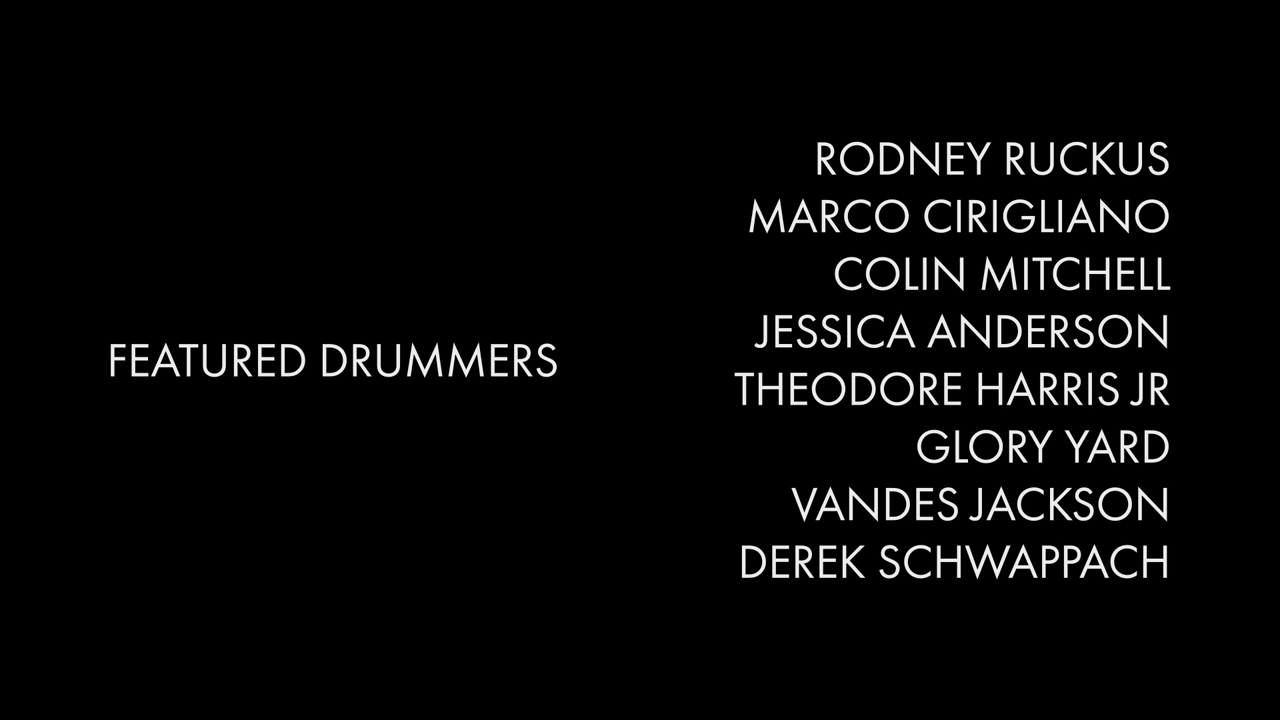 FEATURED DRUMMERS
RODNEY RUCKUS
MARCO CIRIGLIANO
COLIN MITCHELL
JESSICA ANDERSON
THEODORE HARRIS JR
GLORY YARD
VANDES JACKSON
DEREK SCHWAPPACH